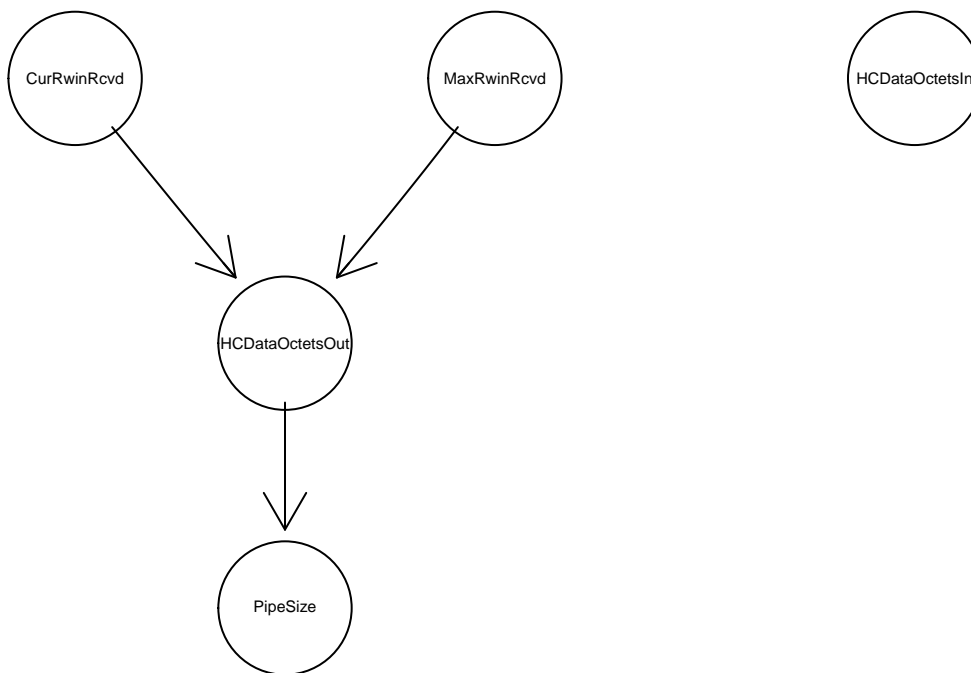 CurRwinRcvd
MaxRwinRcvd
HCDataOctetsIn
HCDataOctetsOut
PipeSize